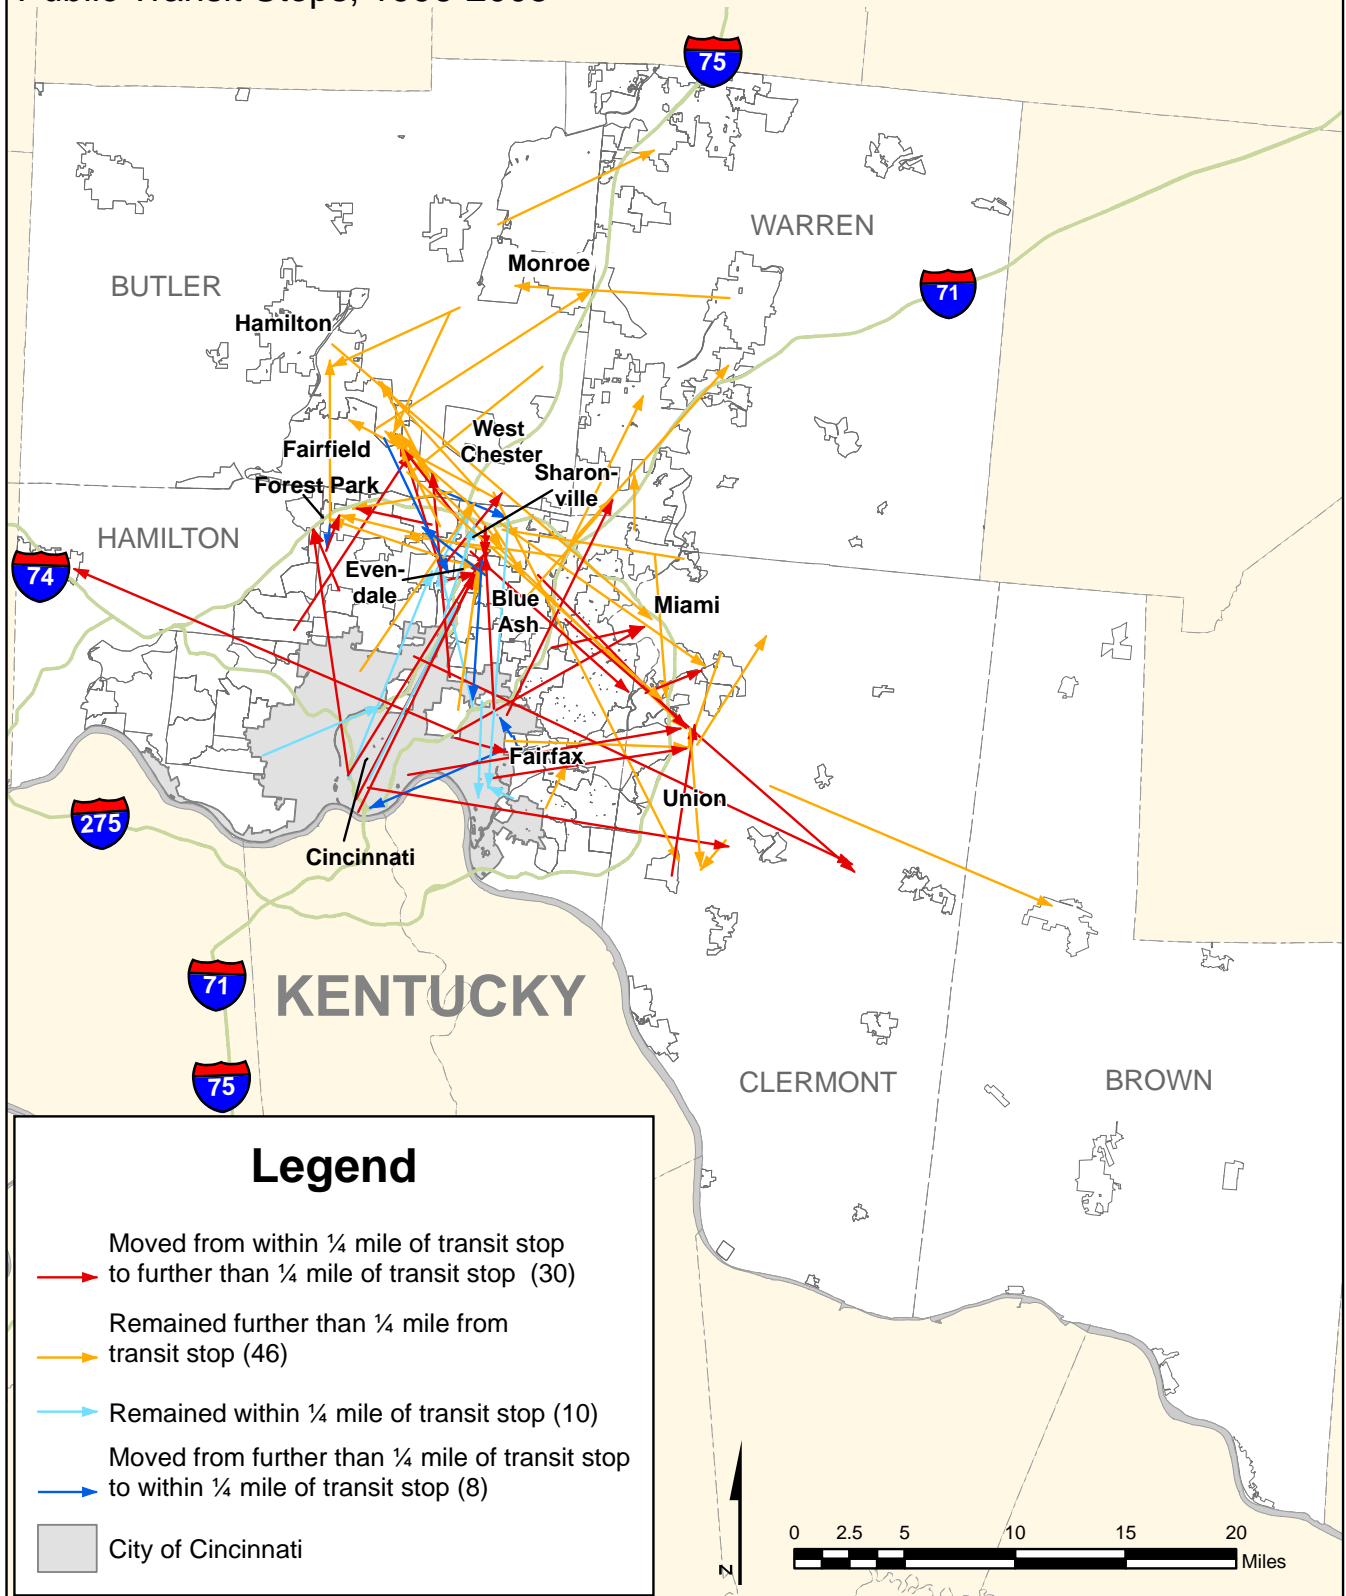 75
WARREN
Monroe
BUTLER
71
Hamilton
West
Chester
Fairfield
Sharon-
ville
Forest Park
HAMILTON
74
Even-
dale
Blue
Ash
Miami
Fairfax
Union
275
Cincinnati
71
KENTUCKY
75
CLERMONT
BROWN
Legend
Moved from within ¼ mile of transit stop
to further than ¼ mile of transit stop (30)
Remained further than ¼ mile from
transit stop (46)
Remained within ¼ mile of transit stop (10)
Moved from further than ¼ mile of transit stop
to within ¼ mile of transit stop (8)
City of Cincinnati
0 2.5 5 10 15 20
Miles
N